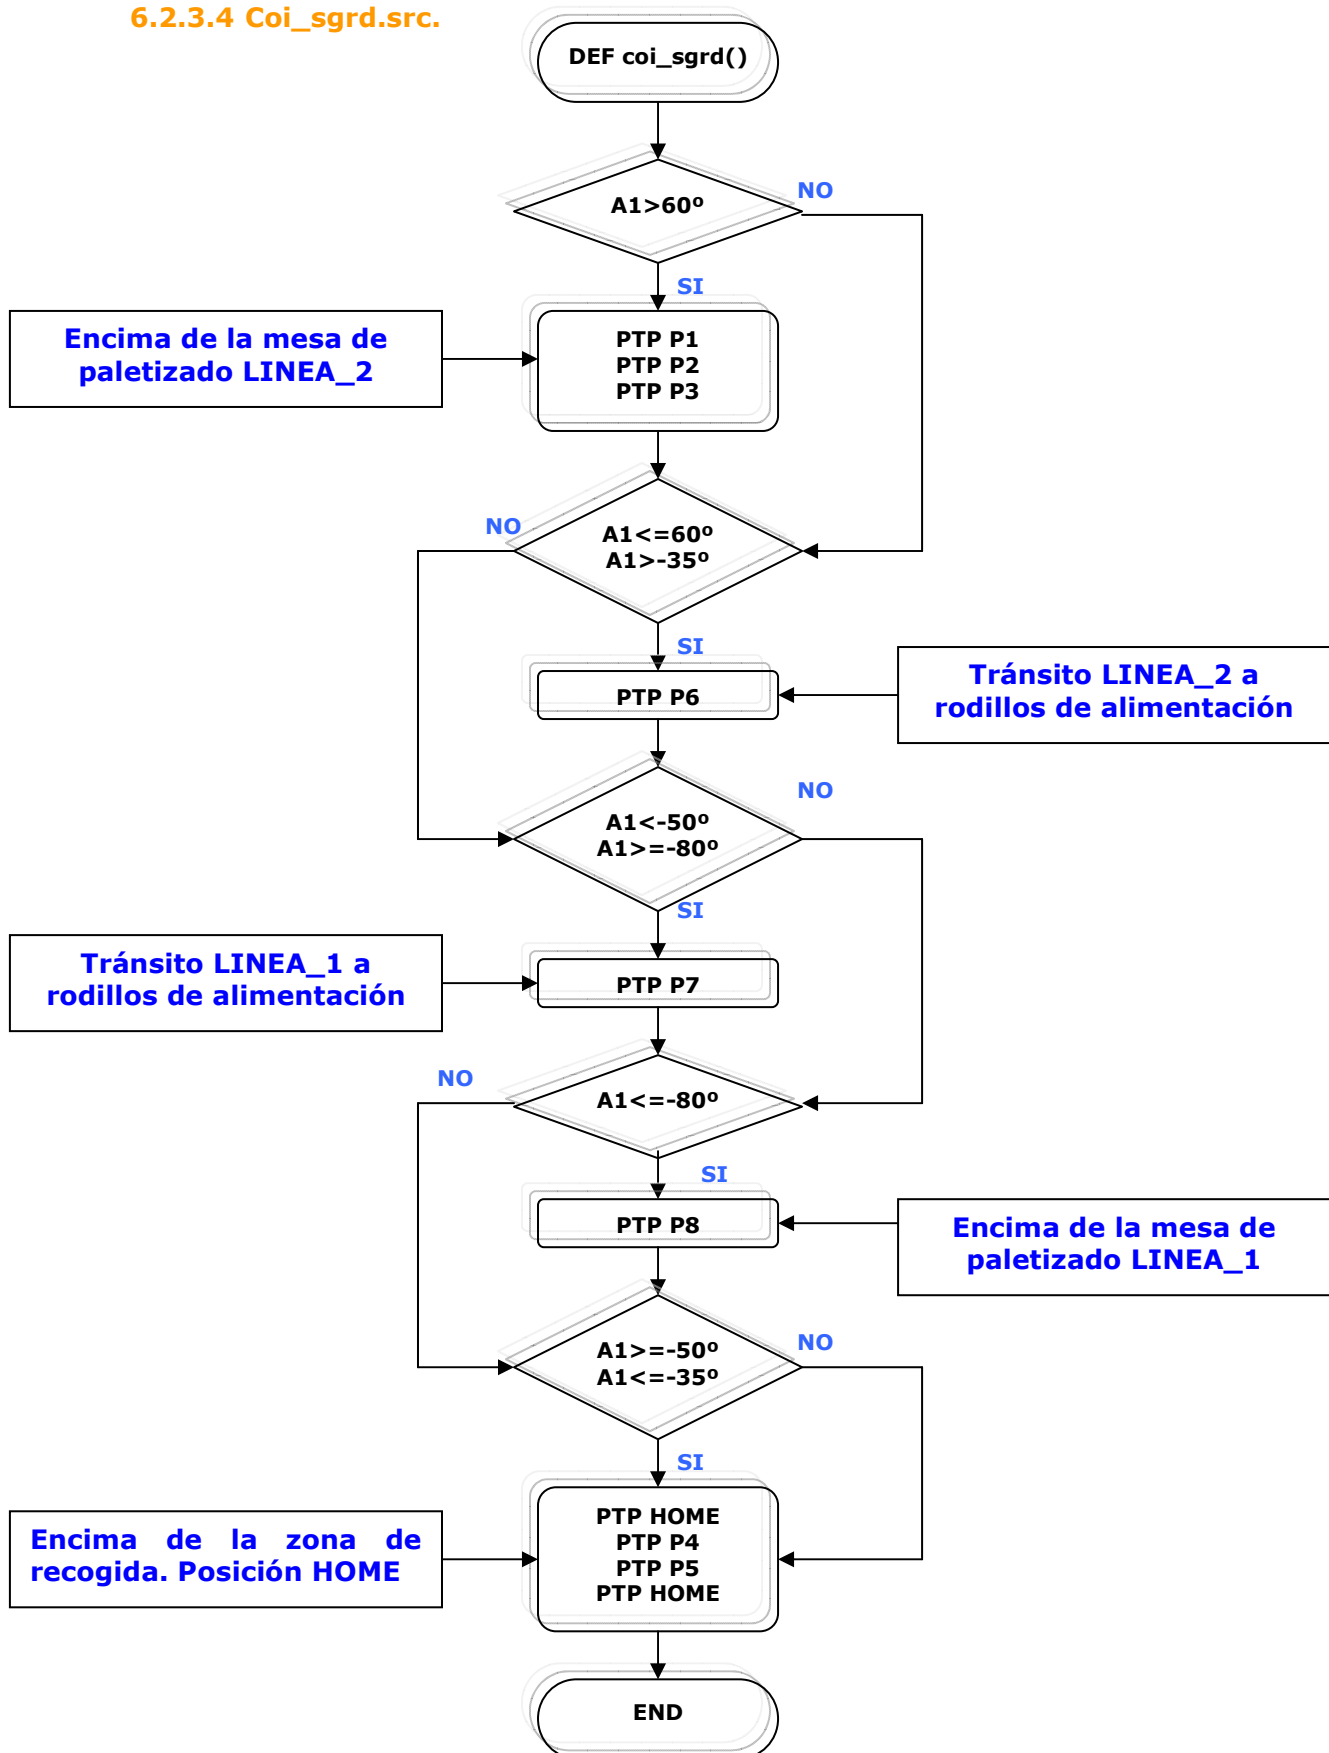 6.2.3.4 Coi_sgrd.src.
DEF coi_sgrd()
A1>60º
NO
SI
Encima de la mesa de
paletizado LINEA_2
PTP P1
PTP P2
PTP P3
NO
A1<=60º
A1>-35º
SI
PTP P6
Tránsito LINEA_2 a
rodillos de alimentación
NO
A1<-50º
A1>=-80º
SI
Tránsito LINEA_1 a
rodillos de alimentación
PTP P7
NO
A1<=-80º
SI
PTP P8
Encima de la mesa de
paletizado LINEA_1
NO
A1>=-50º
A1<=-35º
SI
Encima de la zona de
recogida. Posición HOME
PTP HOME
PTP P4
PTP P5
PTP HOME
END